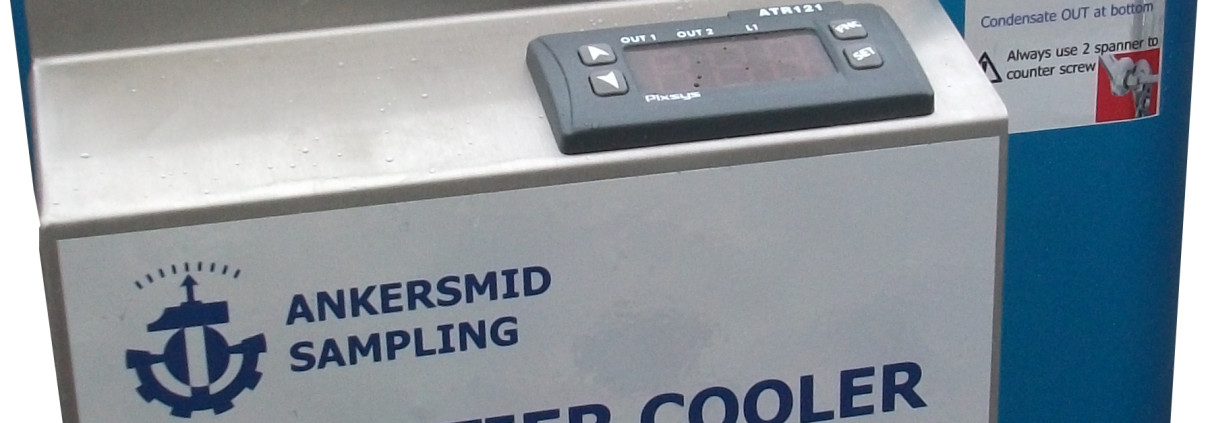 ATR121
OUT 1 OUT 2 L1
FNC
SET
Pixsys
Condensate OUT at bottom
Always use 2 spanner to
counter screw
ANKERSMID
SAMPLING
COOLER